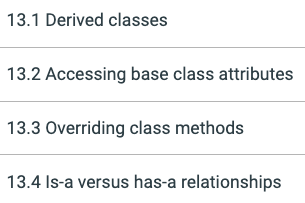 13.1 Derived classes
13.2 Accessing base class attributes
13.3 Overriding class methods
13.4 Is-a versus has-a relationships